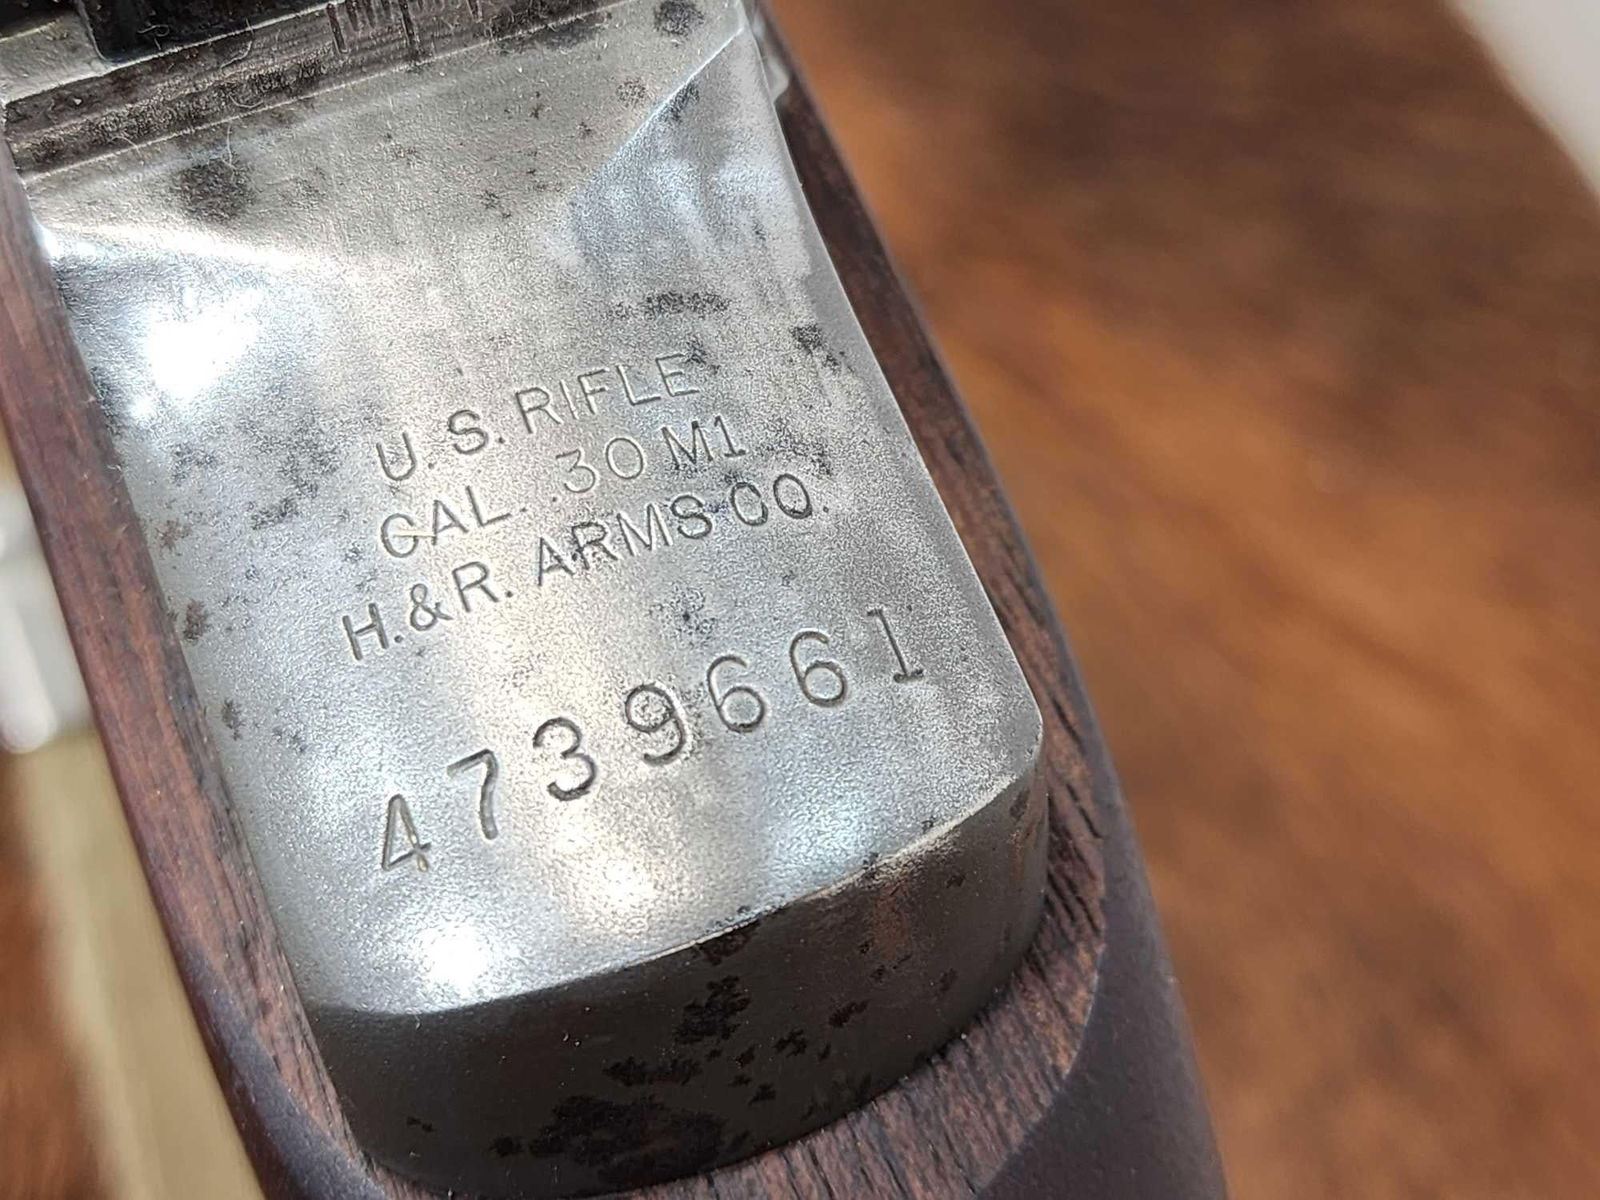 U.S. RIFLE
CAL. .30 M1
H.&R. ARMS CO.
4739661